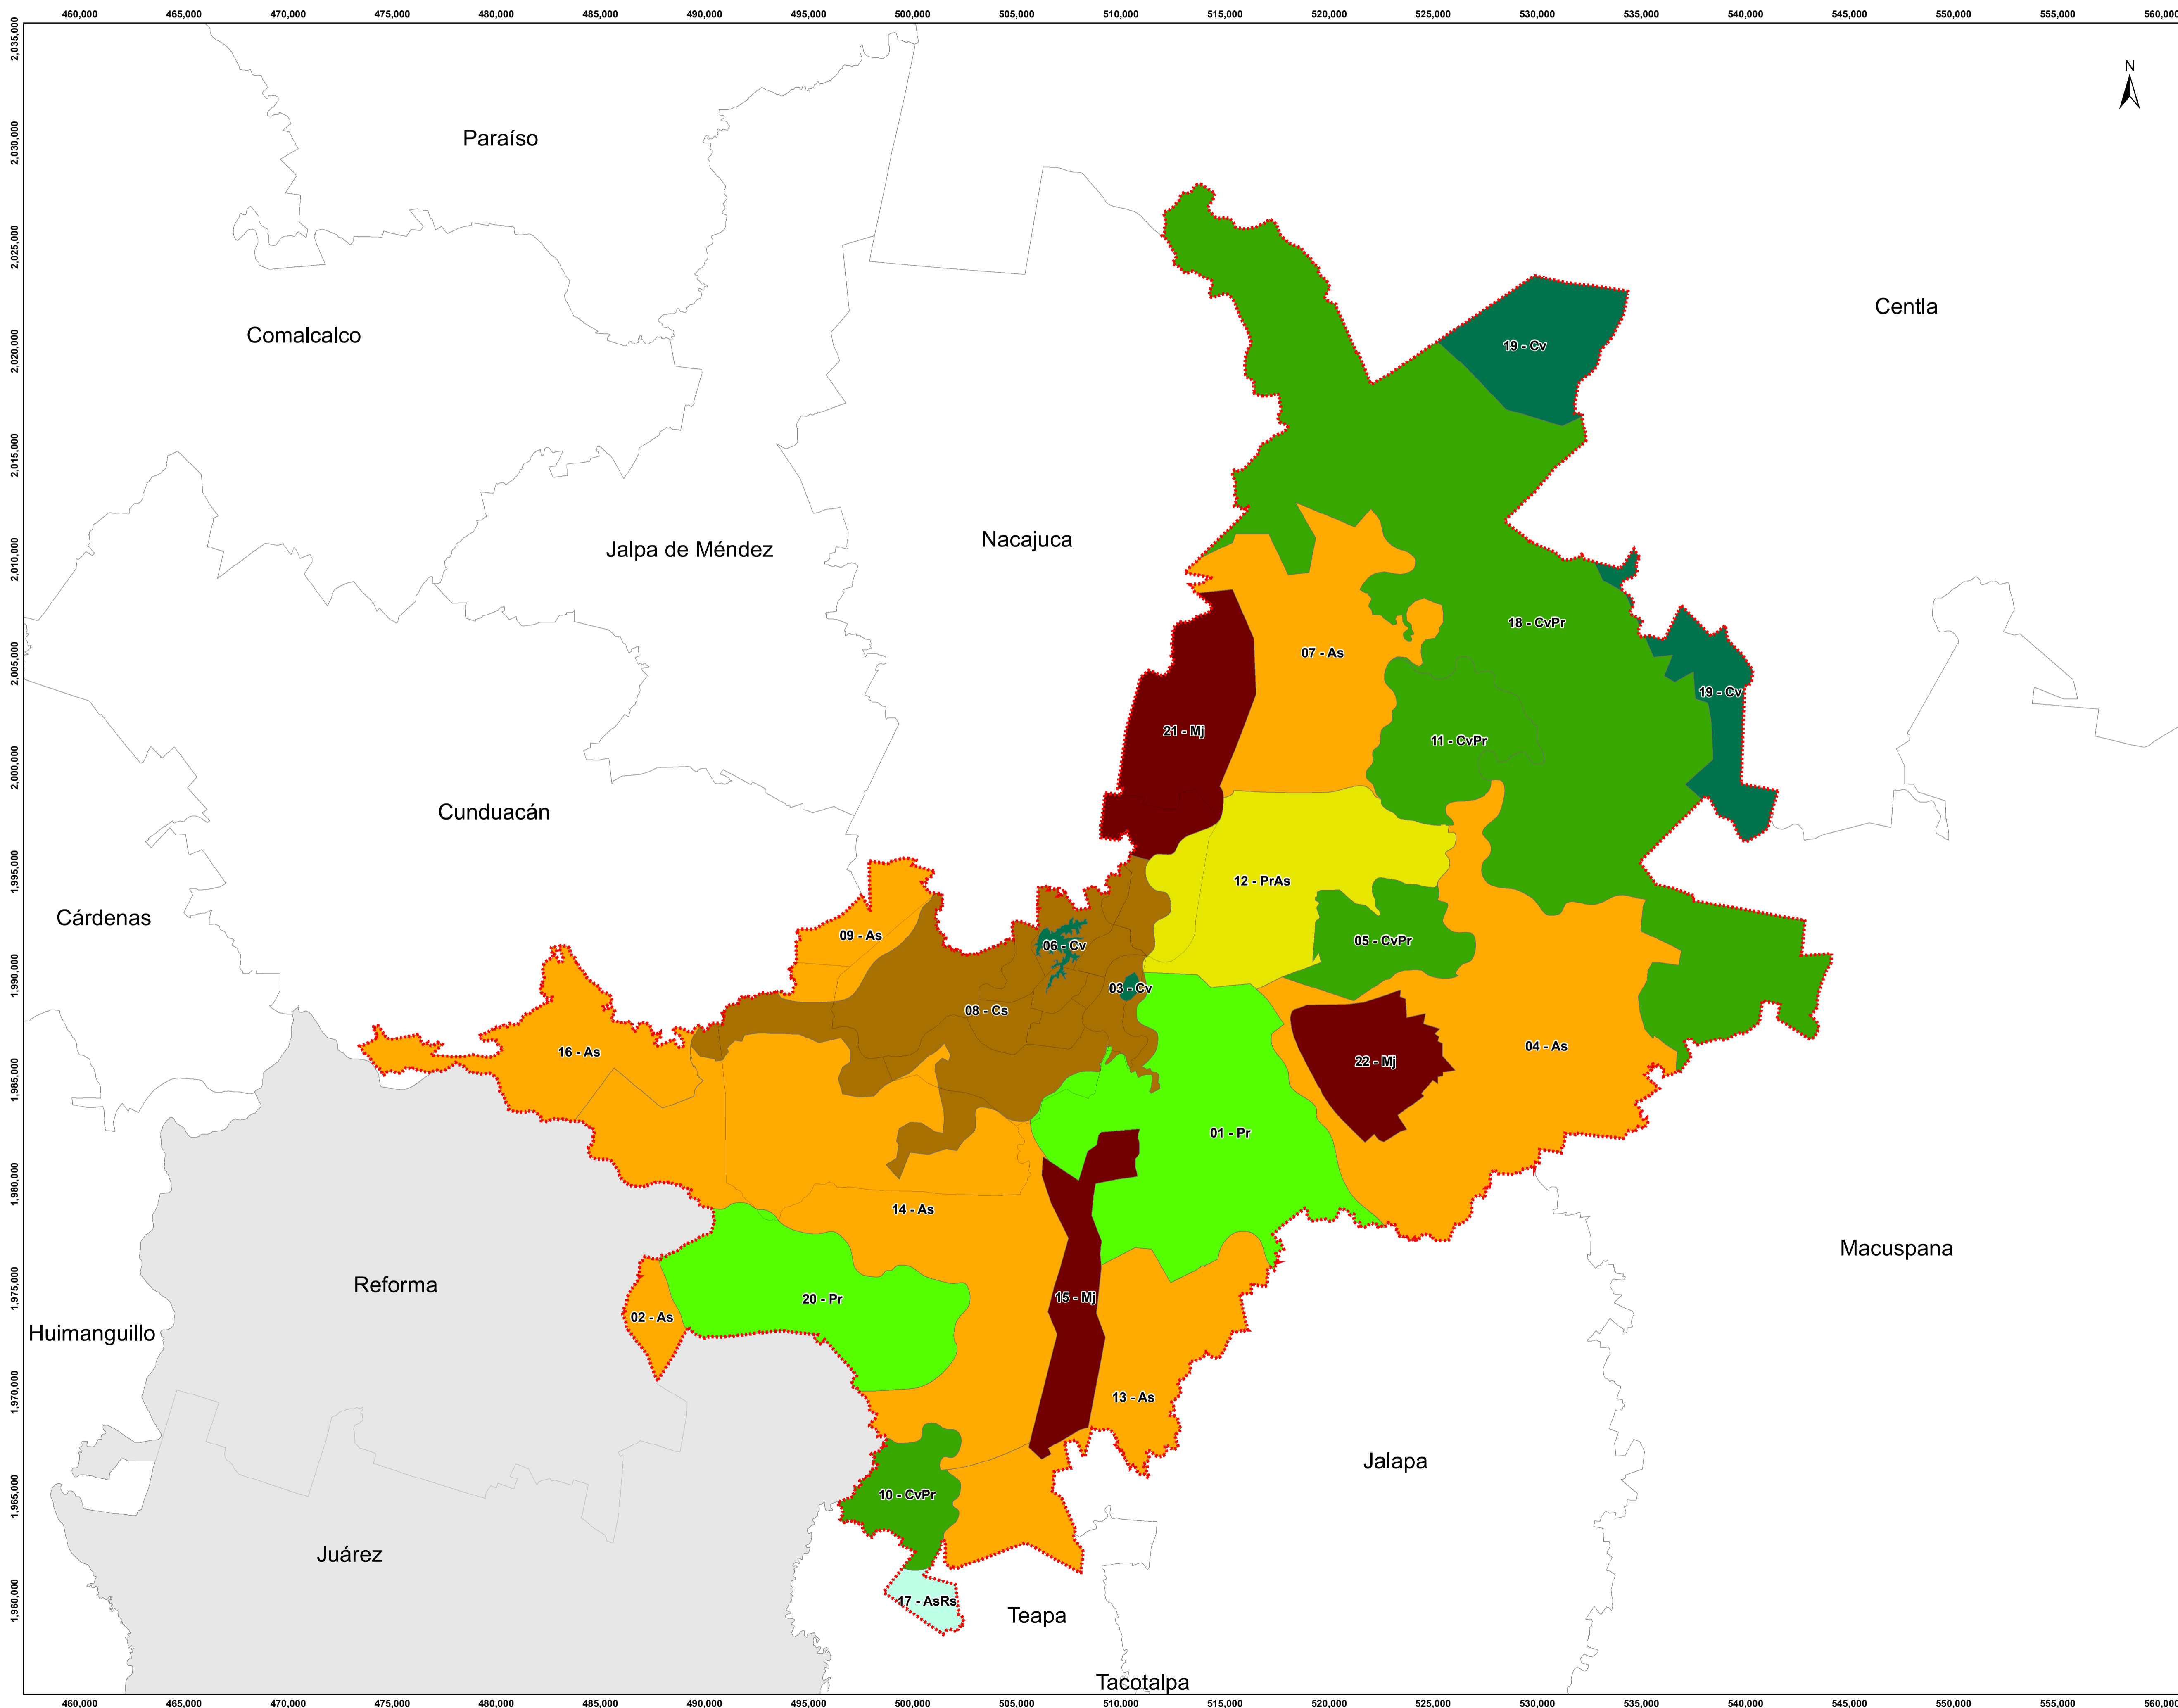 460,000 465,000 470,000 475,000 480,000 485,000 490,000 495,000 500,000 505,000 510,000 515,000 520,000 525,000 530,000 535,000 540,000 545,000 550,000 555,000 560,000
2,035,000
2,030,000
2,025,000
2,020,000
2,015,000
2,010,000
2,005,000
2,000,000
1,995,000
1,990,000
1,985,000
1,980,000
1,975,000
1,970,000
1,965,000
1,960,000
N
Paraíso
Centla
Comalcalco
19 - Cv
Nacajuca
Jalpa de Méndez
18 - CvPr
07 - As
19 - Cv
21 - Mj
11 - CvPr
Cunduacán
12 - PrAs
Cárdenas
09 - As
05 - CvPr
06 - Cv
03 - Cv
08 - Cs
16 - As
04 - As
22 - Mj
01 - Pr
14 - As
Macuspana
Reforma
15 - Mj
20 - Pr
02 - As
Huimanguillo
13 - As
Jalapa
10 - CvPr
Juárez
17 - AsRs
Teapa
Tacotalpa
460,000 465,000 470,000 475,000 480,000 485,000 490,000 495,000 500,000 505,000 510,000 515,000 520,000 525,000 530,000 535,000 540,000 545,000 550,000 555,000 560,000